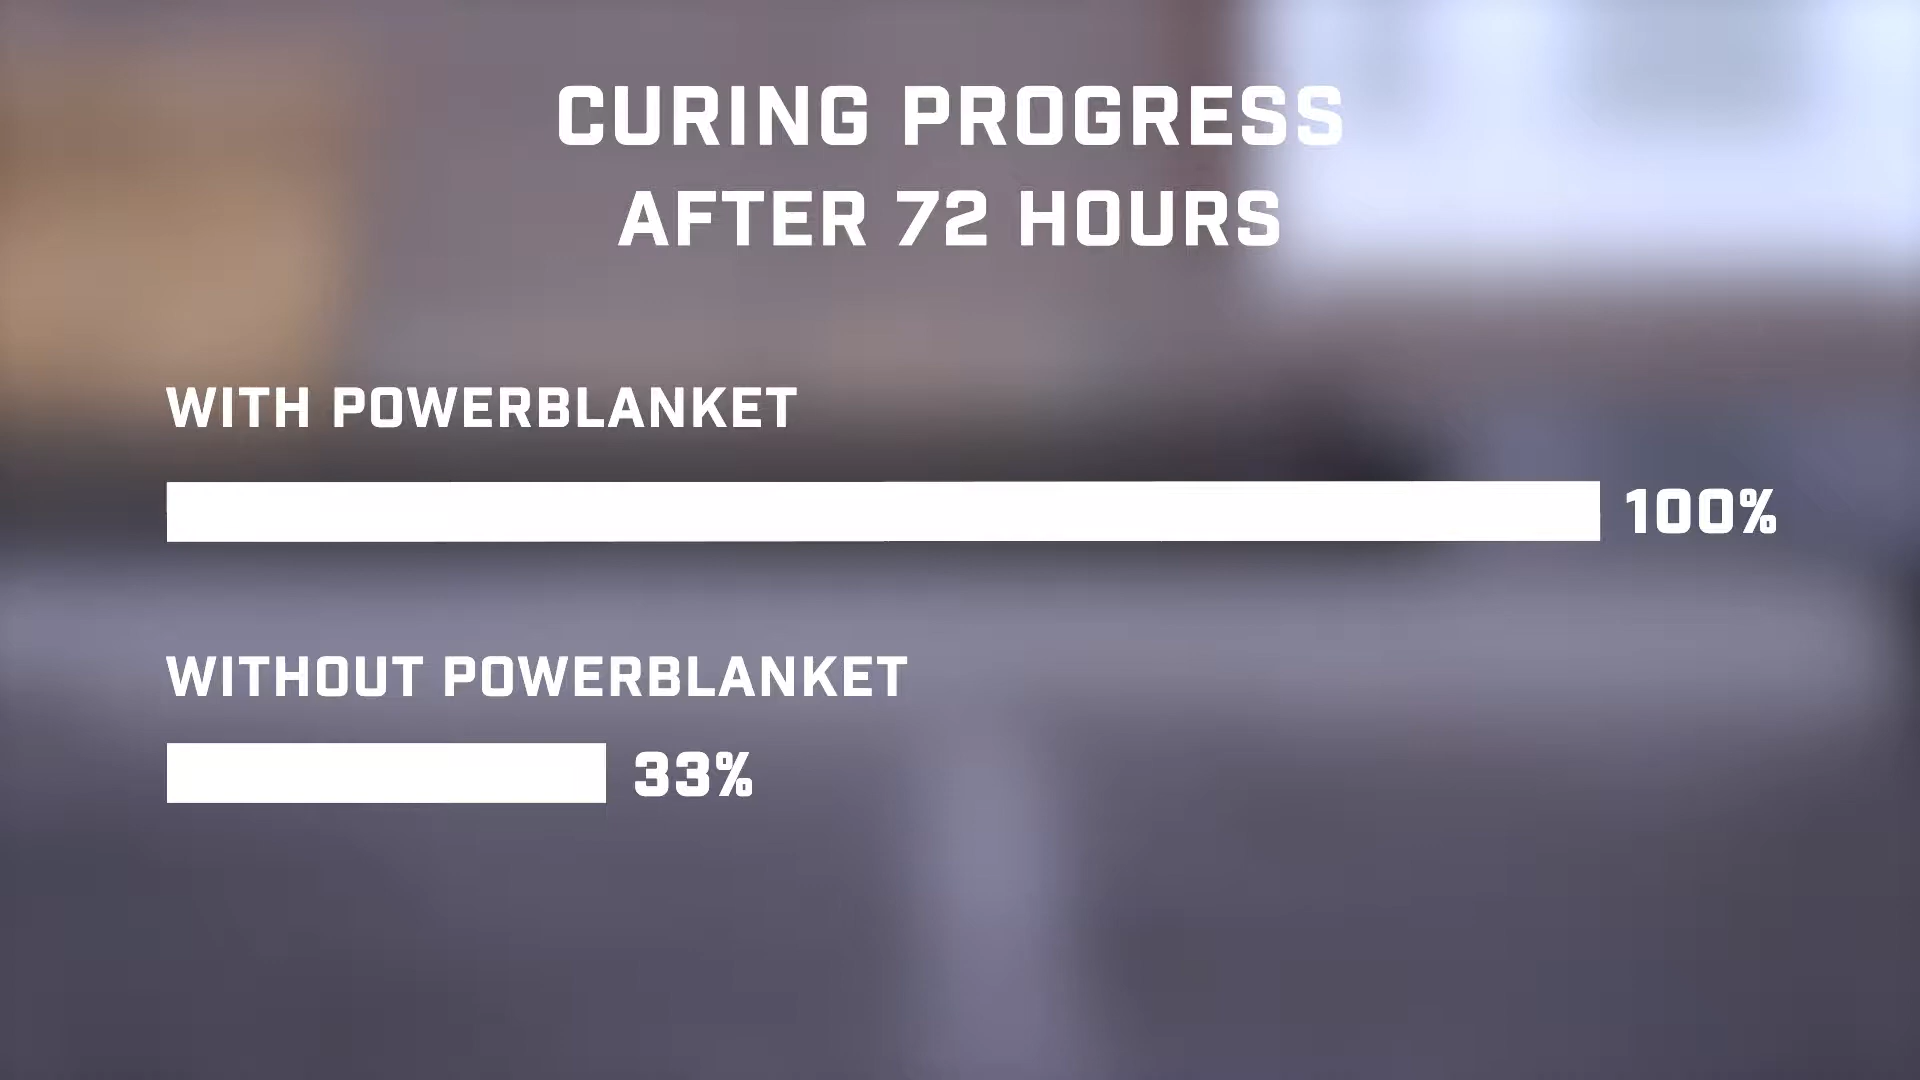 CURING PROGRESS
AFTER 72 HOURS
WITH POWERBLANKET
100%
WITHOUT POWERBLANKET
33%